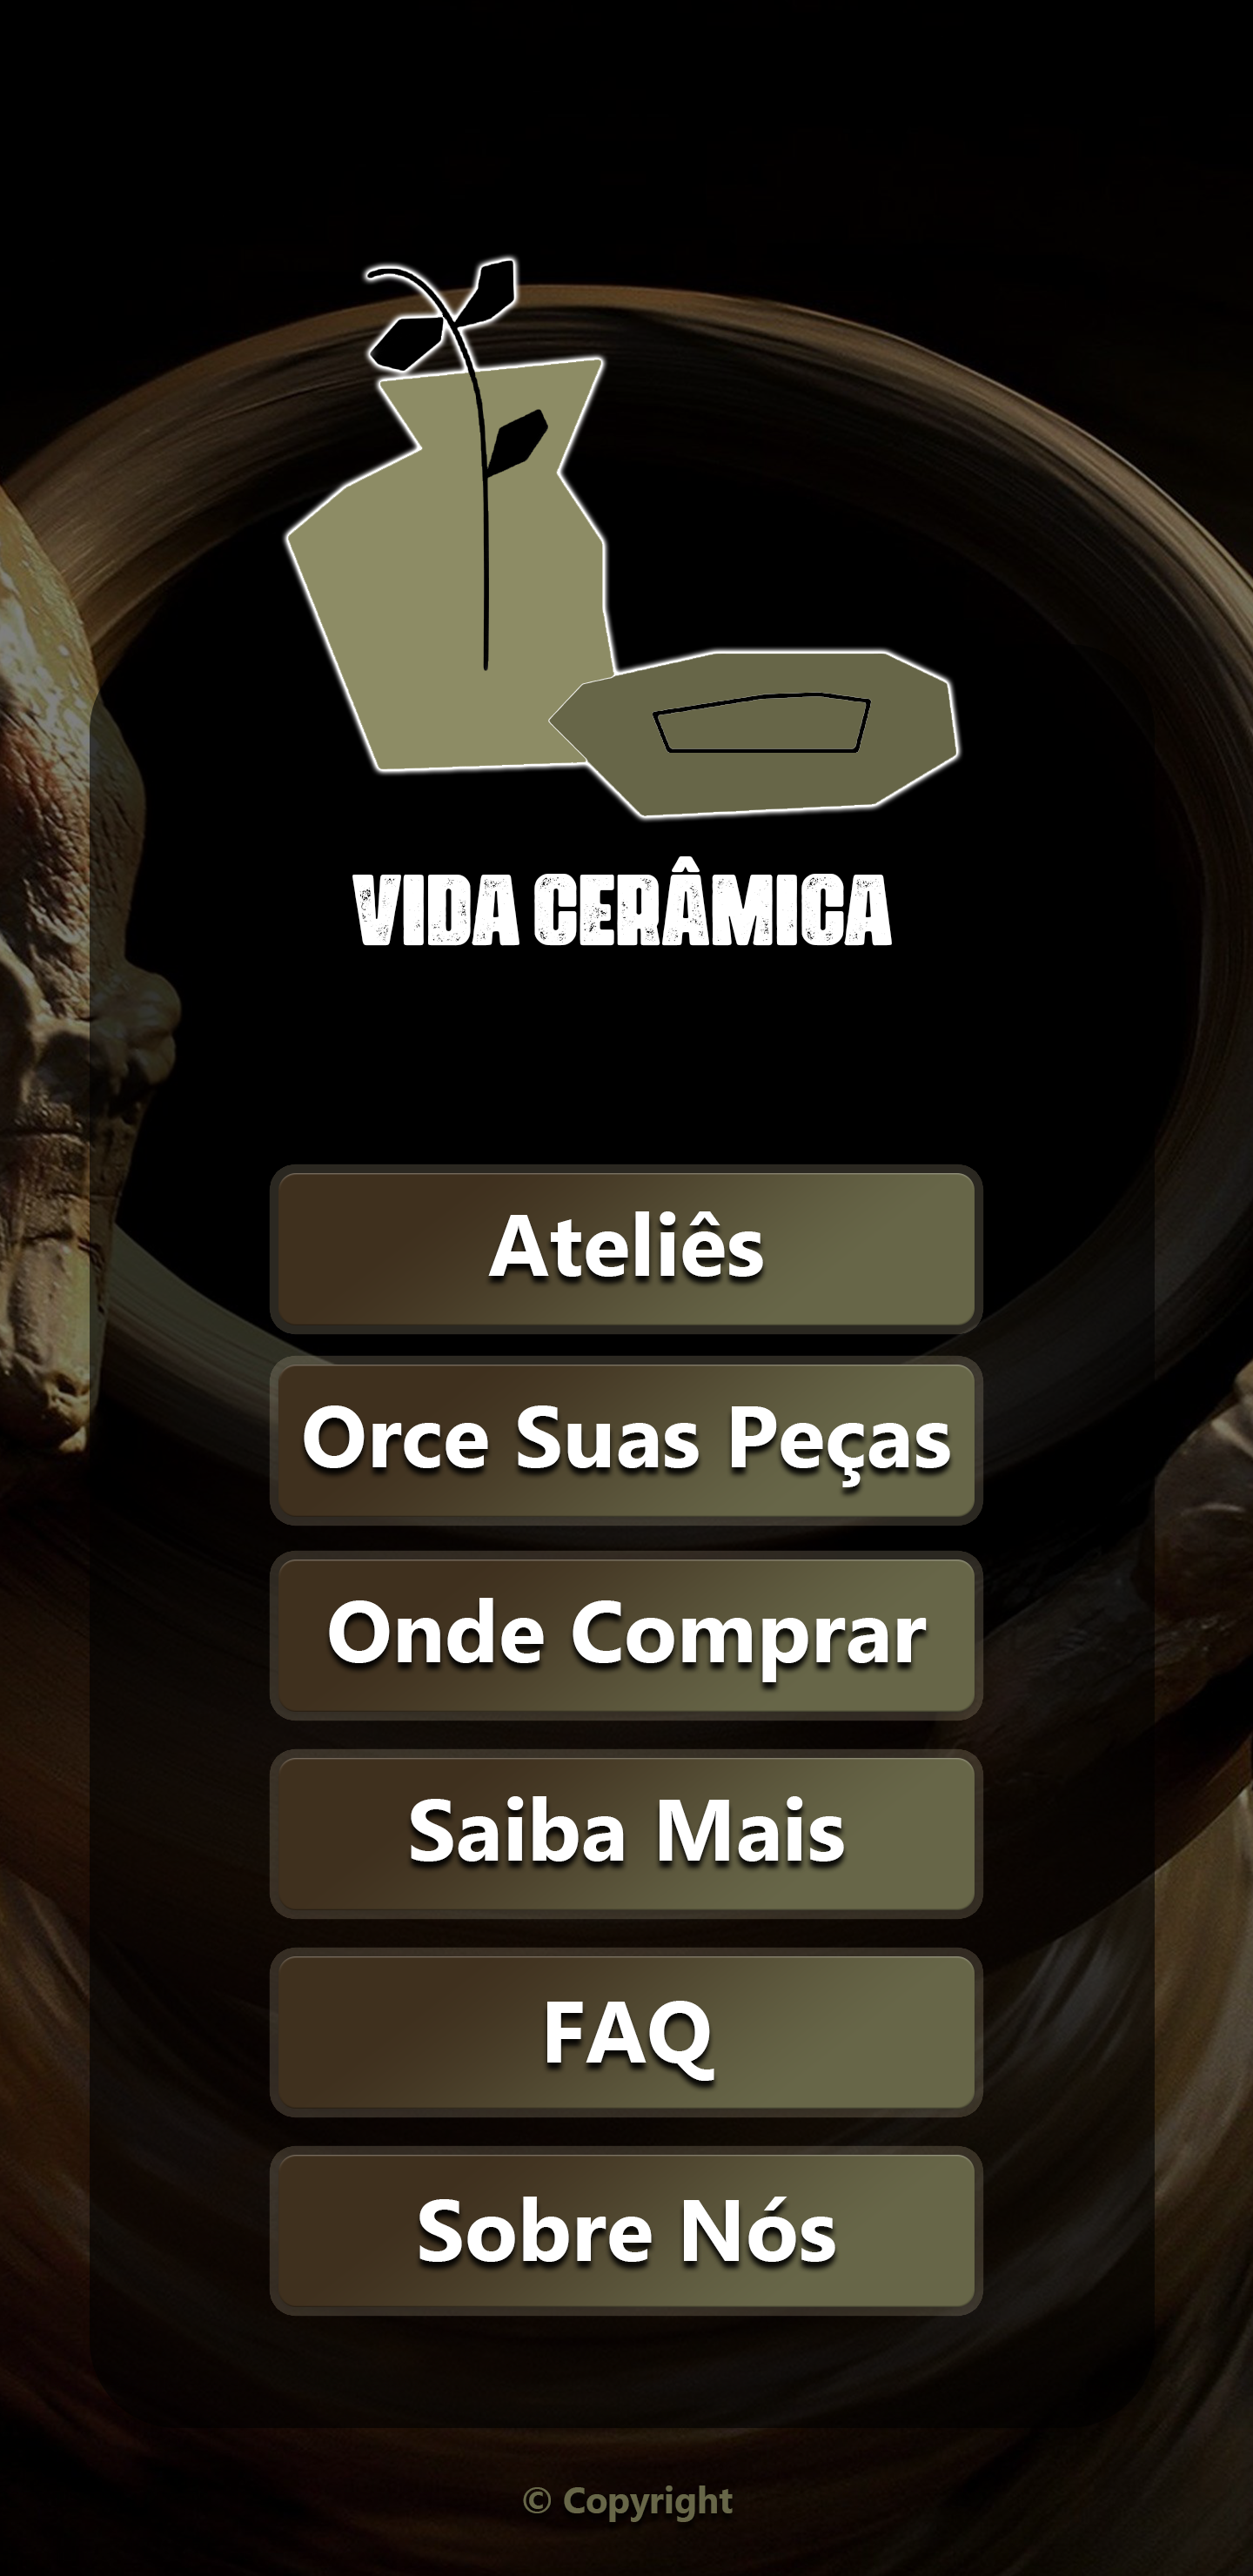 VIDA CERÂMICA
Ateliês
Orce Suas Peças
Onde Comprar
Saiba Mais
FAQ
Sobre Nós
© Copyright